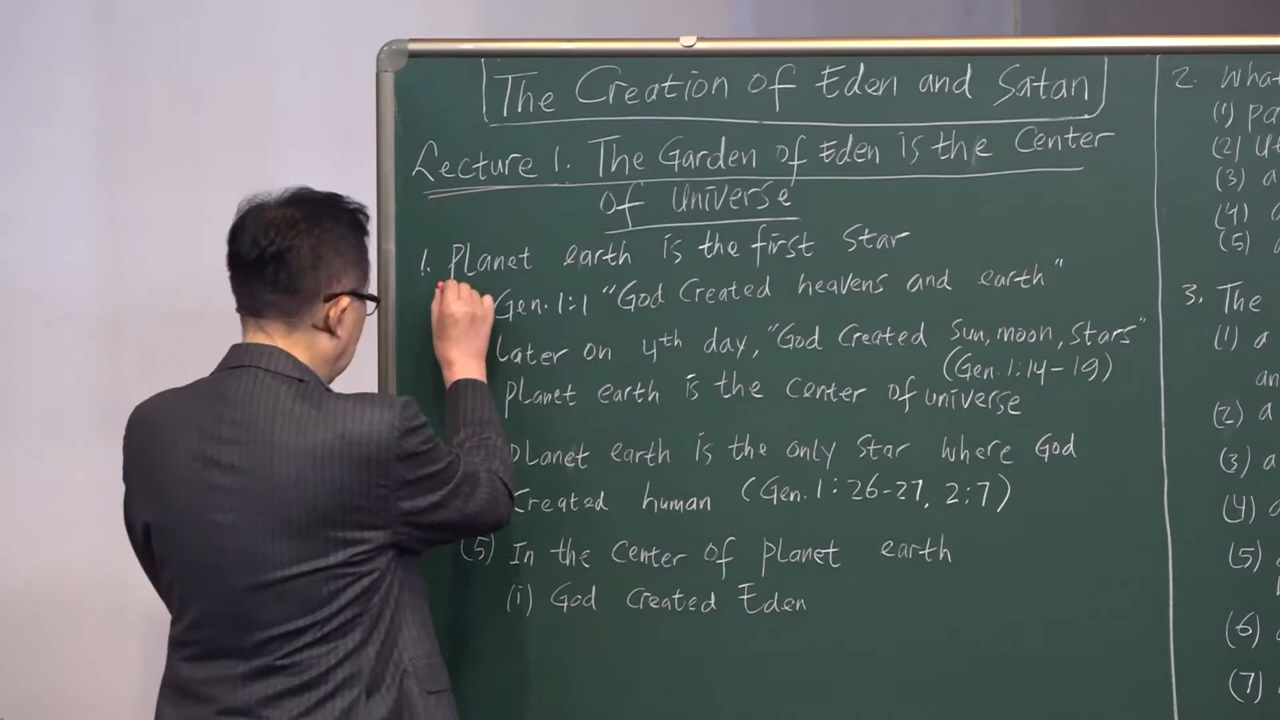 The Creation of Eden and Satan
Lecture 1. The Garden of Eden is the Center
of Universe
1. Planet earth is the first Star
Gen. 1:1 "God Created heavens and earth"
Later on 4th day, "God Created Sun, moon, Stars"
(Gen. 1:14-19)
planet earth is the Center of universe
planet earth is the only Star Where God
Created human (Gen. 1:26-27, 2:7)
(5) In the Center of planet earth
(i) God Created Eden
2. What
(1)
(2)
(3) a
(4)
(5)
3. The
(1) a
an
(2) a
(3) a
(4)
(5)
(6)
(7)